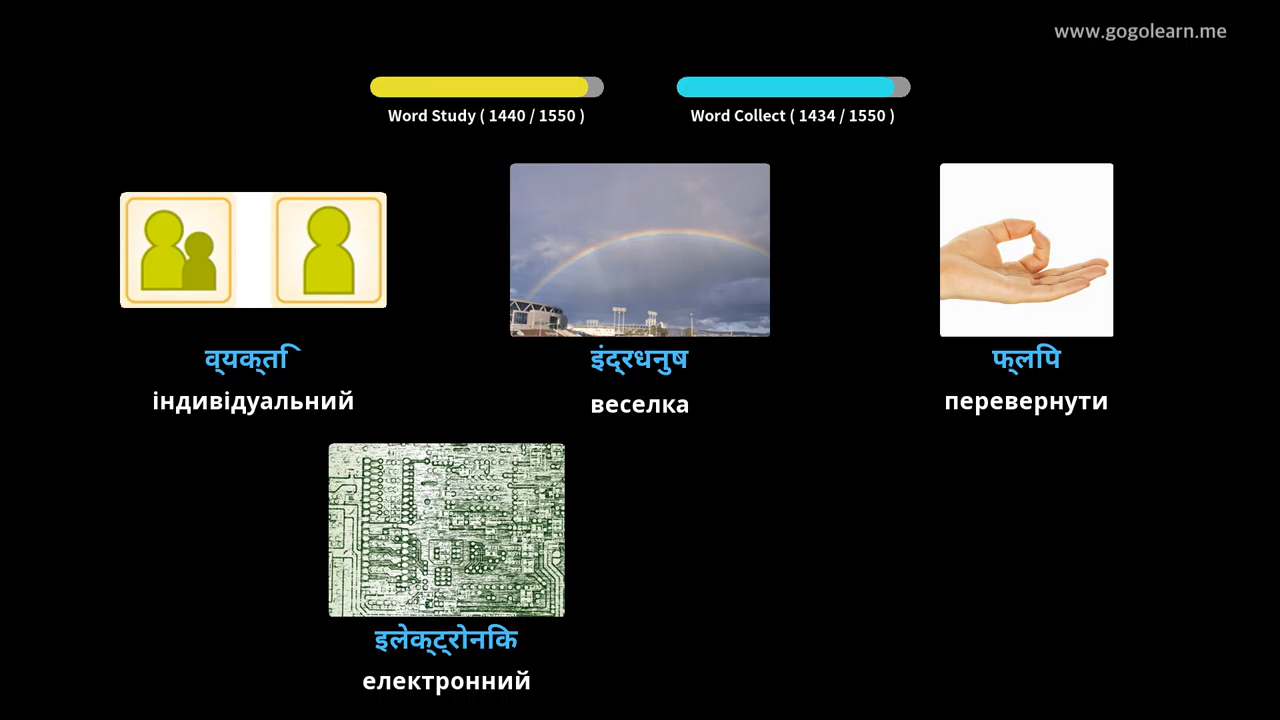 www.gogolearn.me
Word Study ( 1440 / 1550 )
Word Collect ( 1434 / 1550 )
व्यक्ति
індивідуальний
इंद्रधनुष
веселка
फ्लिप
перевернути
इलेक्ट्रोनिक
електронний